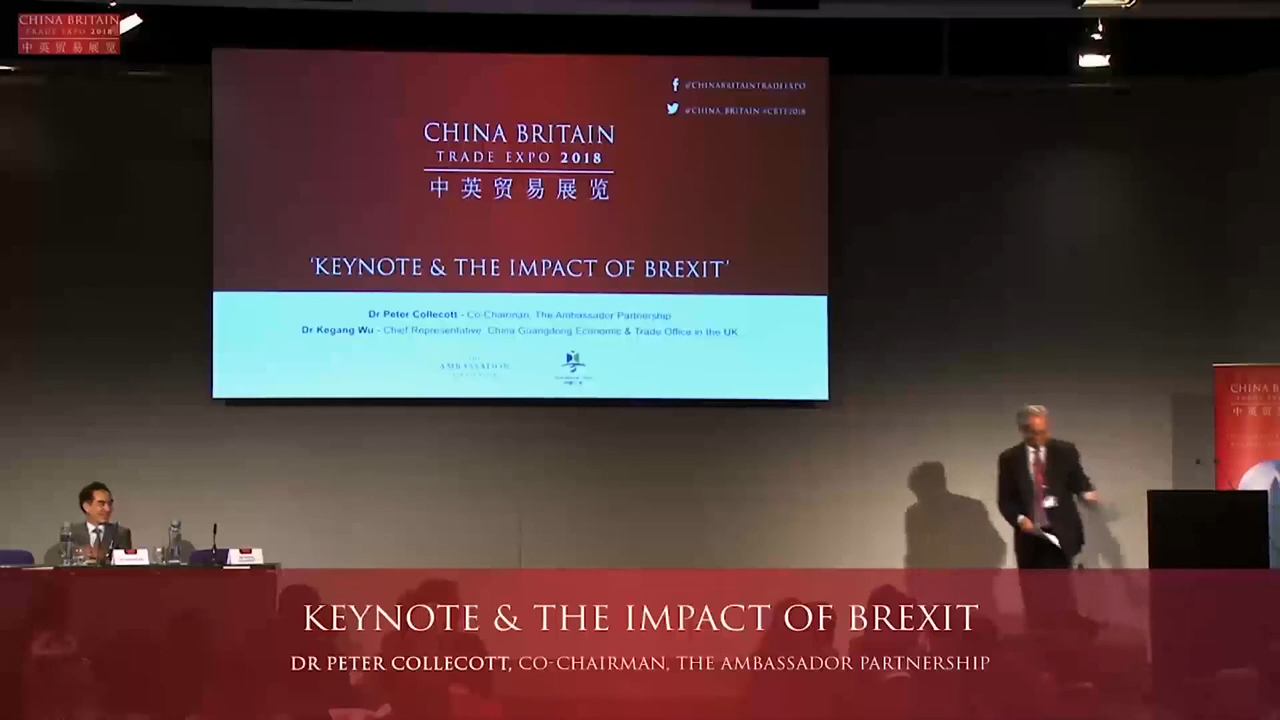 CHINA BRITAIN
TRADE EXPO 2018
中英贸易展览
@CHINABRITAINTRADEEXPO
@CHINA_BRITAIN #CBTE2018
CHINA BRITAIN
TRADE EXPO 2018
中英贸易展览
'KEYNOTE & THE IMPACT OF BREXIT'
Dr Peter Collecott - Co-Chairman, The Ambassador Partnership
Dr Kegang Wu - Chief Representative, China Guangdong Economic & Trade Office in the UK
THE
AMBASSADOR
CHINA B
中英
KEYNOTE & THE IMPACT OF BREXIT
DR PETER COLLECOTT, CO-CHAIRMAN, THE AMBASSADOR PARTNERSHIP